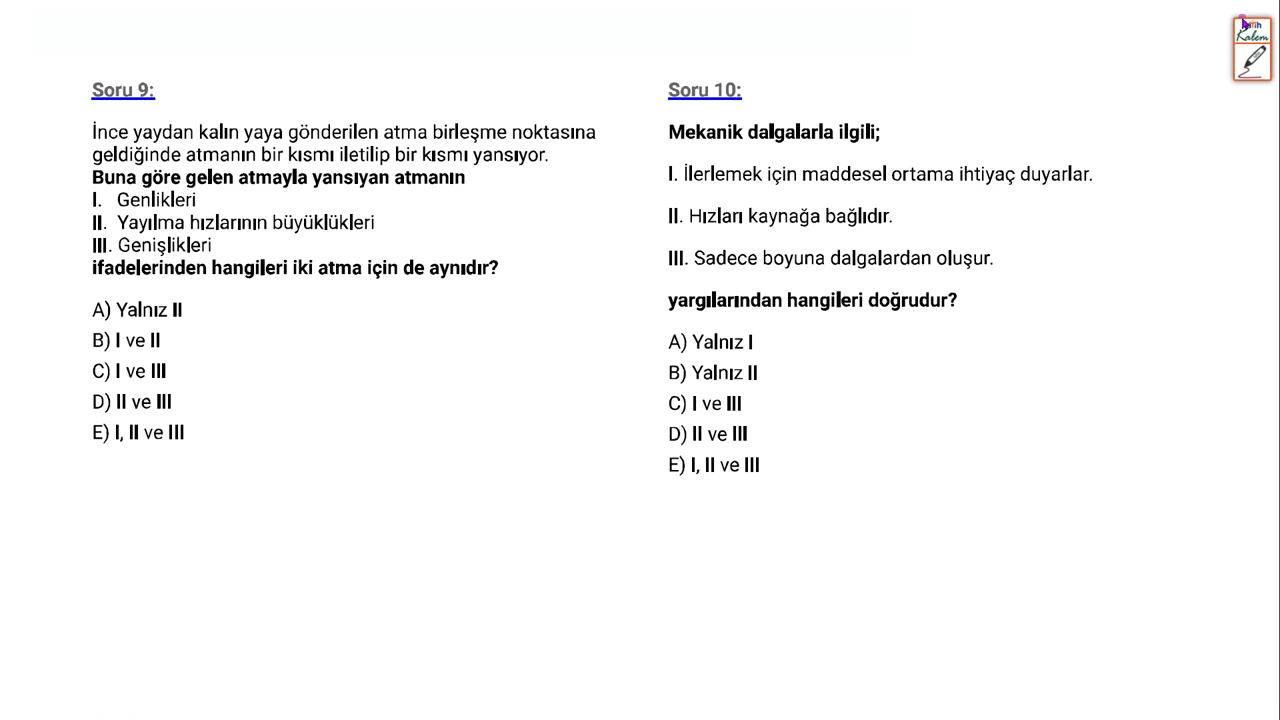 Soru 9:
İnce yaydan kalın yaya gönderilen atma birleşme noktasına
geldiğinde atmanın bir kısmı iletilip bir kısmı yansıyor.
Buna göre gelen atmayla yansıyan atmanın
I. Genlikleri
II. Yayılma hızlarının büyüklükleri
III. Genişlikleri
ifadelerinden hangileri iki atma için de aynıdır?
A) Yalnız II
B) I ve II
C) I ve III
D) II ve III
E) I, II ve III
Soru 10:
Mekanik dalgalarla ilgili;
I. İlerlemek için maddesel ortama ihtiyaç duyarlar.
II. Hızları kaynağa bağlıdır.
III. Sadece boyuna dalgalardan oluşur.
yargılarından hangileri doğrudur?
A) Yalnız I
B) Yalnız II
C) I ve III
D) II ve III
E) I, II ve III
Kalem